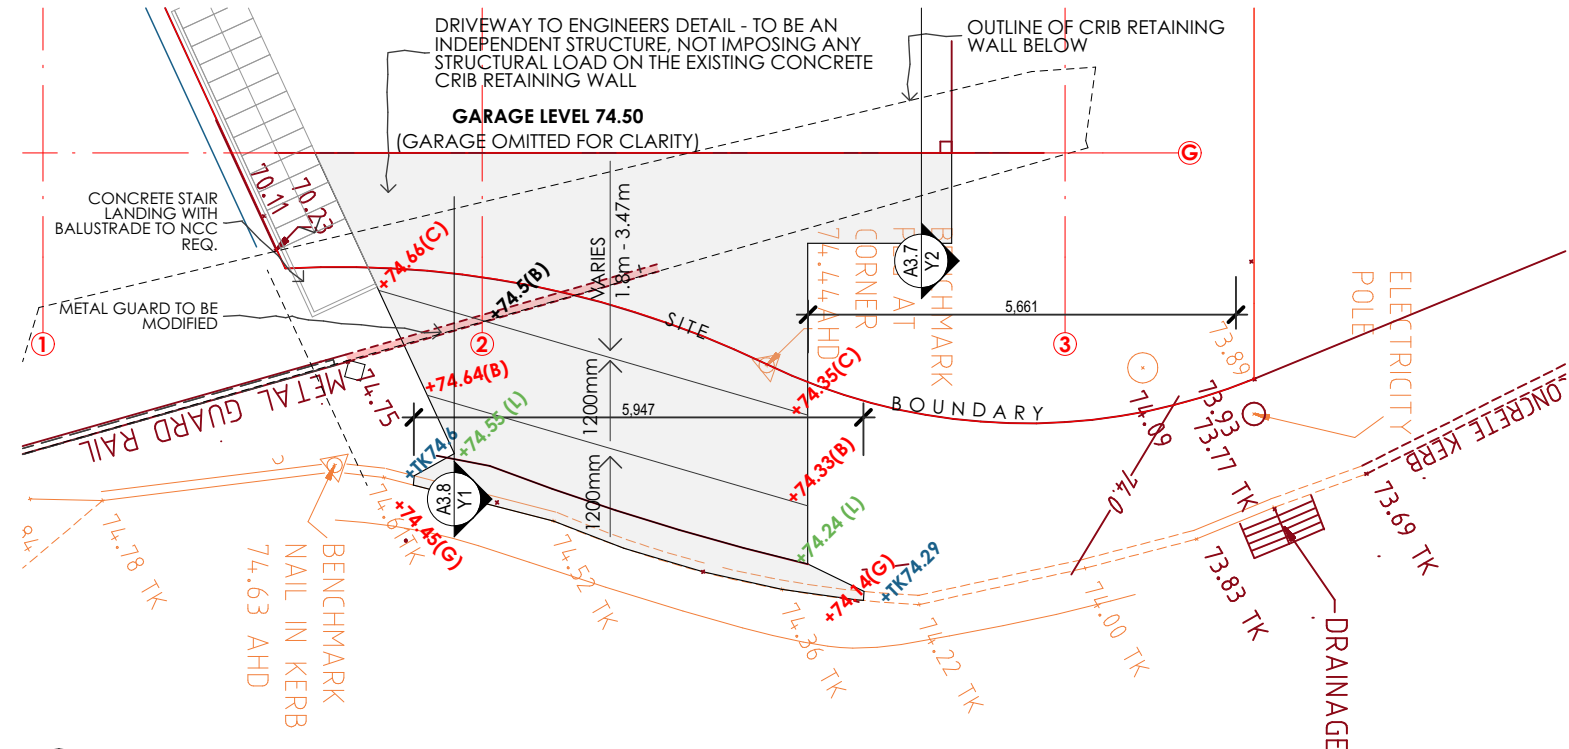 DRIVEWAY TO ENGINEERS DETAIL - TO BE AN
INDEPENDENT STRUCTURE, NOT IMPOSING ANY
STRUCTURAL LOAD ON THE EXISTING CONCRETE
CRIB RETAINING WALL
OUTLINE OF CRIB RETAINING
WALL BELOW
GARAGE LEVEL 74.50
(GARAGE OMITTED FOR CLARITY)
G
70.11
70.23
CONCRETE STAIR
LANDING WITH
BALUSTRADE TO NCC
REQ.
VARIES
1.8m - 3.47m
+74.66(C)
+74.5(B)
METAL GUARD TO BE
MODIFIED
A3.7
Y2
BENCHMARK
AT
CORNER
74.44AHD
5,661
ELECTRICITY
POLE
1
2
3
SITE
BOUNDARY
73.89
METAL GUARD RAIL
74.75
+74.64(B)
+74.35(C)
1200mm
5,947
+TK74.6
+74.55 (L)
74.09
73.93
73.77 TK
CONCRETE KERB
A3.8
Y1
+74.33(B)
74.0
1200mm
+74.45(G)
+74.24 (L)
73.69 TK
74.78 TK
74.52 TK
+74.14(G)
+TK74.29
73.83 TK
BENCHMARK
NAIL IN KERB
74.63 AHD
74.36 TK
74.22 TK
74.00 TK
DRAINAGE